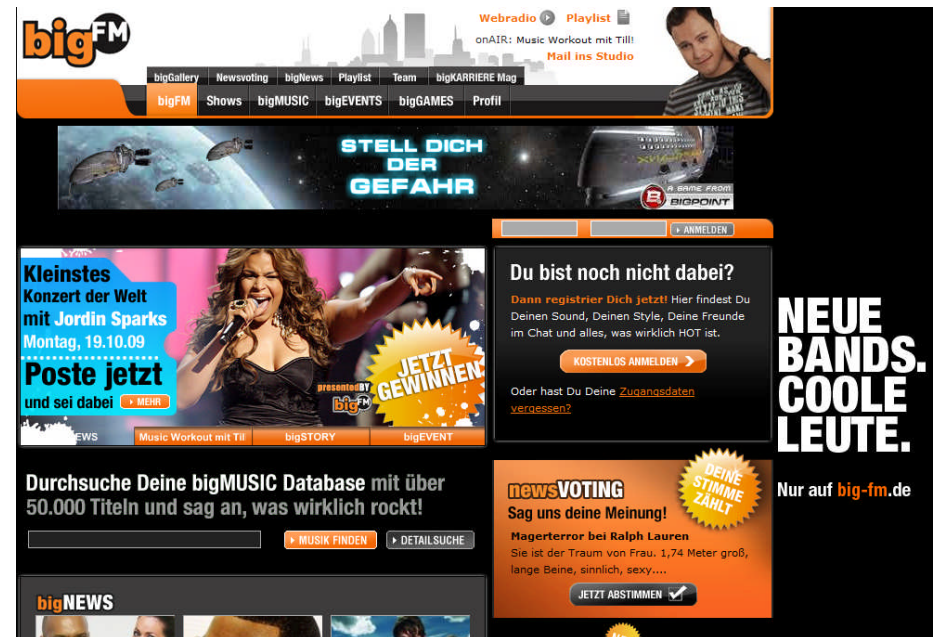 bigFM
Webradio Playlist
onAIR: Music Workout mit Till!
Mail ins Studio
bigGallery Newsvoting bigNews Playlist Team bigKARRIERE Mag
bigFM Shows bigMUSIC bigEVENTS bigGAMES Profil
STELL DICH
DER
GEFAHR
A GAME FROM
BIGPOINT
ANMELDEN
Kleinstes
Konzert der Welt
mit Jordin Sparks
Montag, 19.10.09
Poste jetzt
und sei dabei MEHR
JETZT
GEWINNEN
presentedBY
bigFM
EWS Music Workout mit Til bigSTORY bigEVENT
Du bist noch nicht dabei?
Dann registrier Dich jetzt! Hier findest Du
Deinen Sound, Deinen Style, Deine Freunde
im Chat und alles, was wirklich HOT ist.
KOSTENLOS ANMELDEN
Oder hast Du Deine Zugangsdaten
vergessen?
NEUE
BANDS.
COOLE
LEUTE.
Nur auf big-fm.de
Durchsuche Deine bigMUSIC Database mit über
50.000 Titeln und sag an, was wirklich rockt!
MUSIK FINDEN DETAILSUCHE
newsVOTING
DEINE
STIMME
ZÄHLT
Sag uns deine Meinung!
Magerterror bei Ralph Lauren
Sie ist der Traum von Frau. 1,74 Meter groß,
lange Beine, sinnlich, sexy....
JETZT ABSTIMMEN
bigNEWS